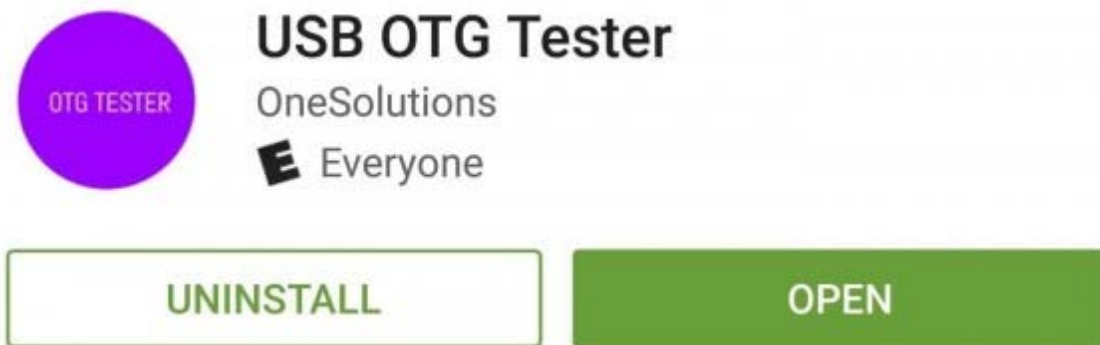 OTG TESTER
USB OTG Tester
OneSolutions
E Everyone
UNINSTALL
OPEN